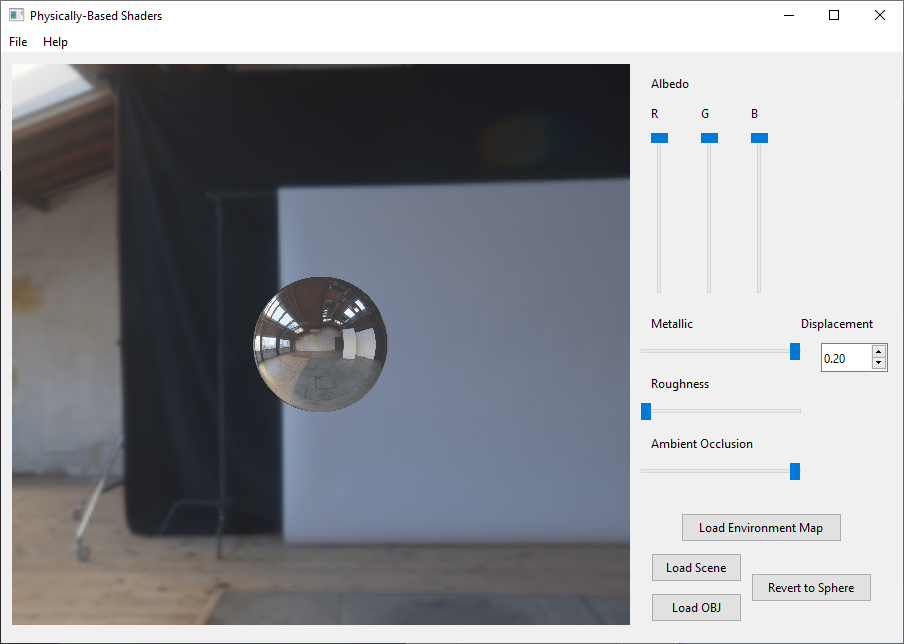 Physically-Based Shaders
File Help
Albedo
R G B
Metallic Displacement
0.20
Roughness
Ambient Occlusion
Load Environment Map
Load Scene
Revert to Sphere
Load OBJ